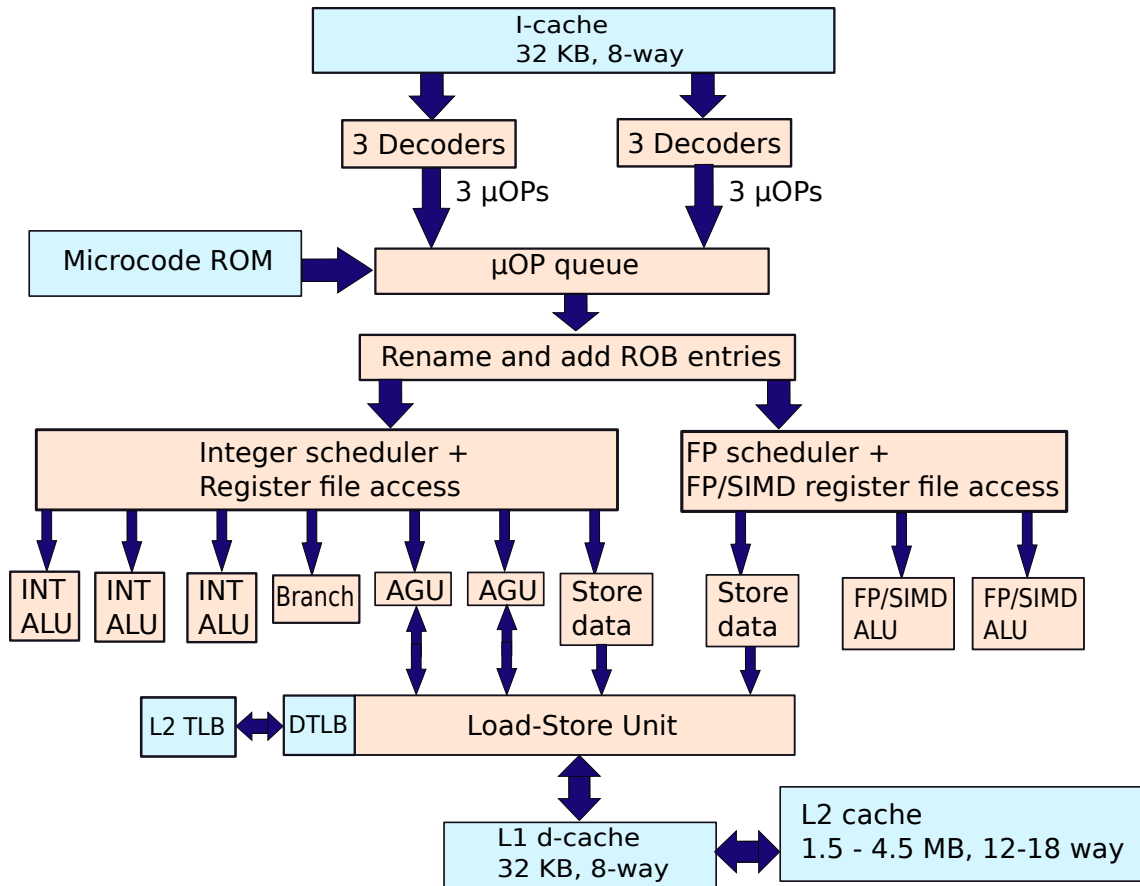 I-cache
32 KB, 8-way
3 Decoders
3 Decoders
3 µOPs
3 µOPs
Microcode ROM
µOP queue
Rename and add ROB entries
Integer scheduler +
Register file access
FP scheduler +
FP/SIMD register file access
INT
ALU
INT
ALU
INT
ALU
Branch
AGU
AGU
Store
data
Store
data
FP/SIMD
ALU
FP/SIMD
ALU
L2 TLB
DTLB
Load-Store Unit
L1 d-cache
32 KB, 8-way
L2 cache
1.5 - 4.5 MB, 12-18 way